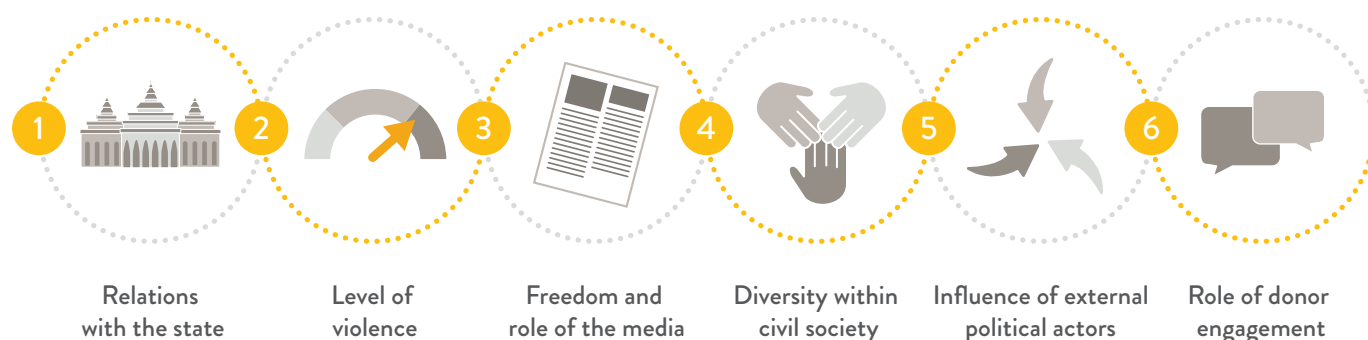 1
2
3
4
5
6
Relations
with the state
Level of
violence
Freedom and
role of the media
Diversity within
civil society
Influence of external
political actors
Role of donor
engagement